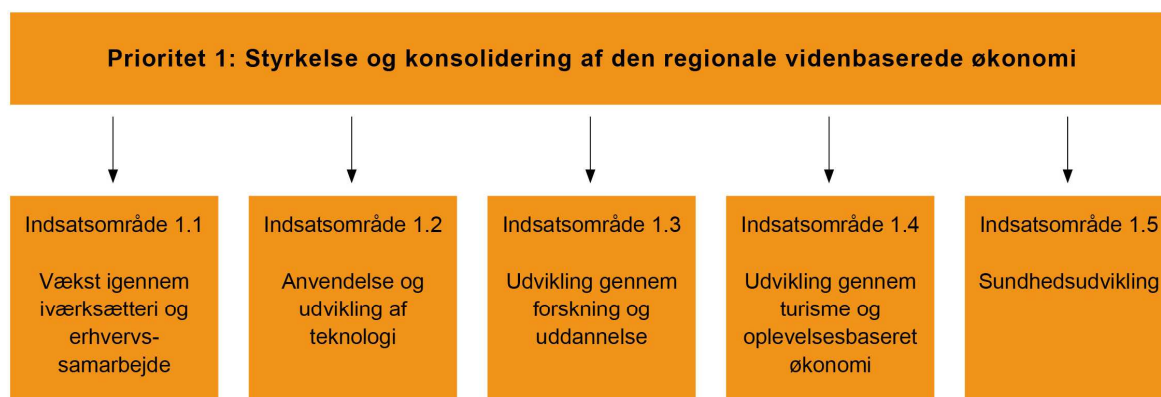 Prioritet 1: Styrkelse og konsolidering af den regionale videnbaserede økonomi
Indsatsområde 1.1
Vækst igennem
iværksætteri og
erhvervs-
samarbejde
Indsatsområde 1.2
Anvendelse og
udvikling af
teknologi
Indsatsområde 1.3
Udvikling gennem
forskning og
uddannelse
Indsatsområde 1.4
Udvikling gennem
turisme og
oplevelsesbaseret
økonomi
Indsatsområde 1.5
Sundhedsudvikling